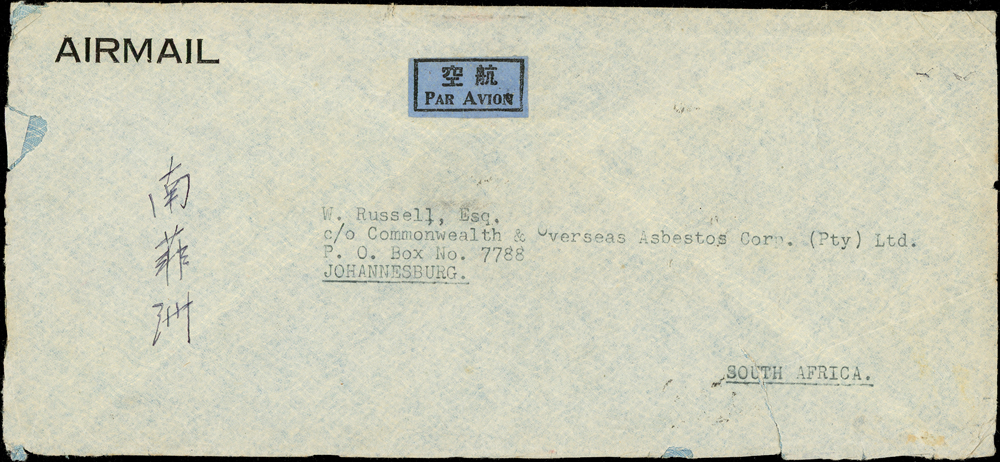 AIRMAIL
空航
PAR AVION
南菲洲
W. Russell, Esq.
c/o Commonwealth & Overseas Asbestos Corp. (Pty) Ltd.
P. O. Box No. 7788
JOHANNESBURG.
SOUTH AFRICA.